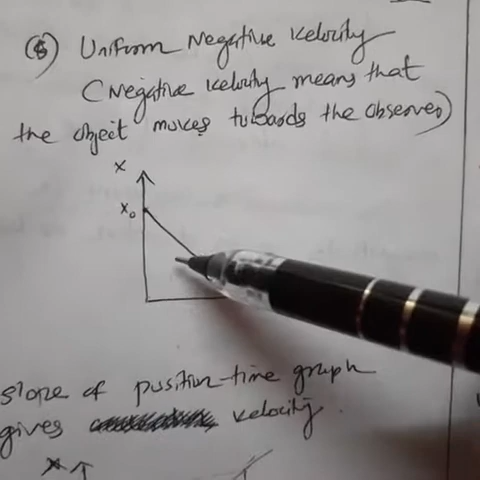 (6) Uniform Negative Velocity
(Negative Velocity means that
the object moves towards the observer)
x
x₀
slope of position-time graph
gives velocity.
x